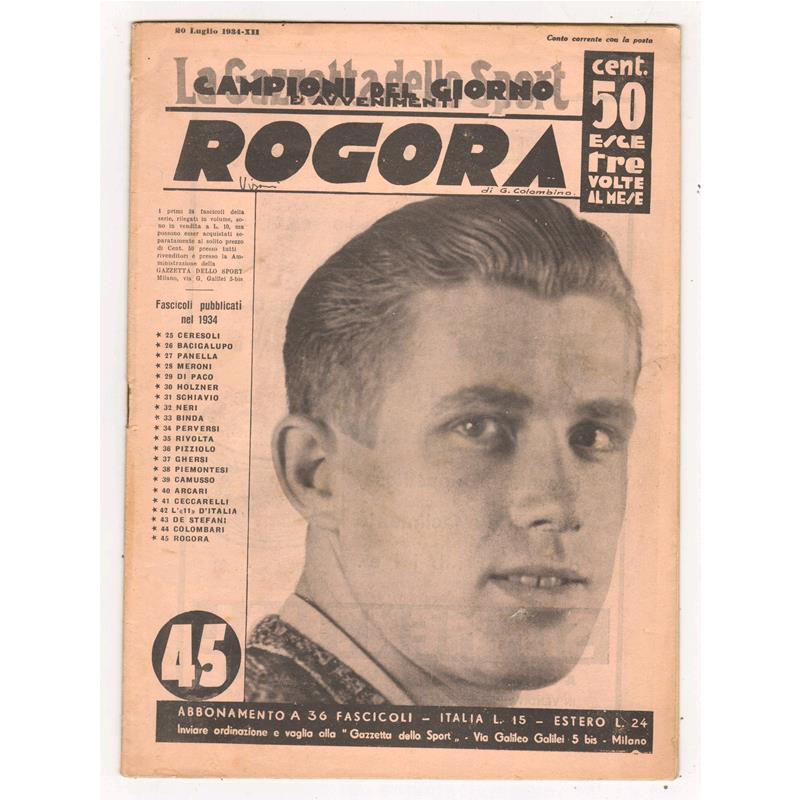 20 Luglio 1934-XII
Conto corrente con la posta
La Gazzetta dello Sport
CAMPIONI DEL GIORNO
E AVVENIMENTI
cent.
50
ESCE
tre
VOLTE
AL MESE
ROGORA
di G. Colombino.
I primi 24 fascicoli della
serie, rilegati in volume, so-
no in vendita a L. 10, ma
possono esser acquistati se-
paratamente al solito prezzo
di Cent. 50 presso tutti i
rivenditori e presso la Am-
ministrazione della
GAZZETTA DELLO SPORT
Milano, via G. Galilei 5-bis
Fascicoli pubblicati
nel 1934
* 25 CERESOLI
* 26 BACIGALUPO
* 27 PANELLA
* 28 MERONI
* 29 DI PACO
* 30 HOLZNER
* 31 SCHIAVIO
* 32 NERI
* 33 BINDA
* 34 PERVERSI
* 35 RIVOLTA
* 36 PIZZIOLO
* 37 GHERSI
* 38 PIEMONTESI
* 39 CAMUSSO
* 40 ARCARI
* 41 CECCARELLI
* 42 L'«11» D'ITALIA
* 43 DE STEFANI
* 44 COLOMBARI
* 45 ROGORA
45
ABBONAMENTO A 36 FASCICOLI – ITALIA L. 15 – ESTERO L. 24
Inviare ordinazione e vaglia alla "Gazzetta dello Sport„ - Via Galileo Galilei 5 bis - Milano